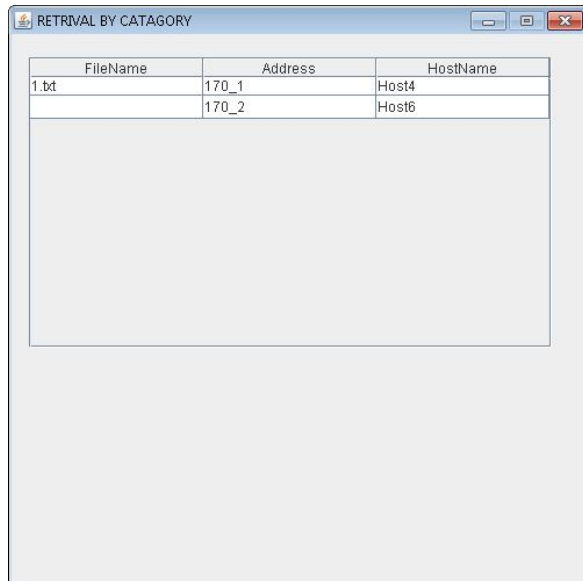 RETRIVAL BY CATAGORY
FileName Address HostName
1.txt 170_1 Host4
170_2 Host6